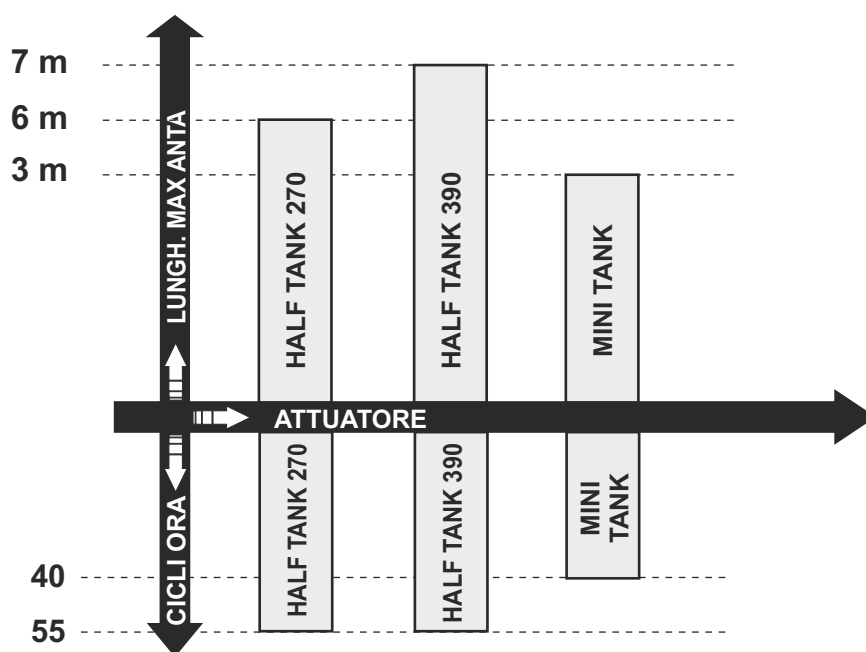 7 m
6 m
3 m
LUNGH. MAX ANTA
HALF TANK 270
HALF TANK 390
MINI TANK
ATTUATORE
CICLI ORA
HALF TANK 270
HALF TANK 390
MINI
TANK
40
55